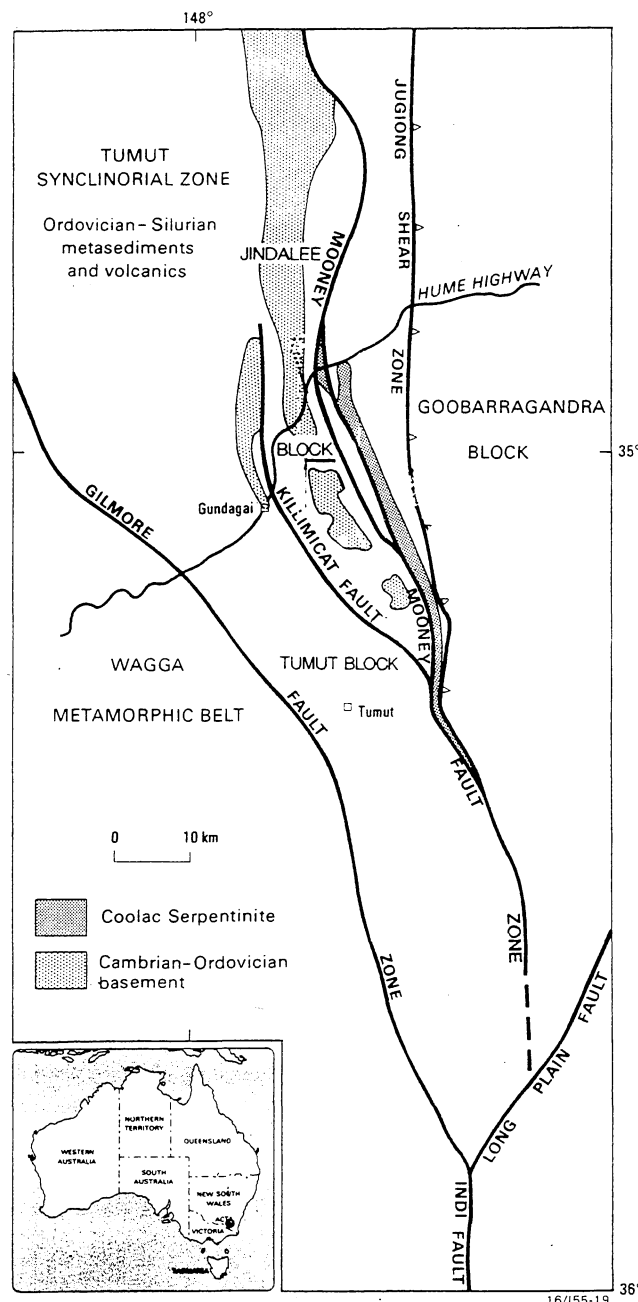 148°
TUMUT
SYNCLINORIAL ZONE
Ordovician–Silurian
metasediments
and volcanics
JINDALEE
BLOCK
MOONEY
JUGIONG
SHEAR
ZONE
HUME HIGHWAY
GOOBARRAGANDRA
BLOCK
35°
GILMORE
Gundagai
KILLIMICAT FAULT
MOONEY
WAGGA
METAMORPHIC BELT
TUMUT BLOCK
FAULT
Tumut
FAULT
0 10 km
Coolac Serpentinite
Cambrian–Ordovician
basement
ZONE
ZONE
LONG PLAIN FAULT
INDI FAULT
NORTHERN
TERRITORY
QUEENSLAND
WESTERN
AUSTRALIA
SOUTH
AUSTRALIA
NEW SOUTH
WALES
VICTORIA
36°
16/I55-19